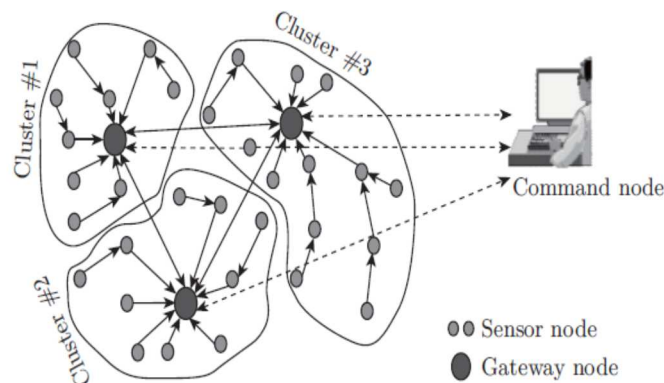 Cluster #1
Cluster #3
Command node
Cluster #2
Sensor node
Gateway node